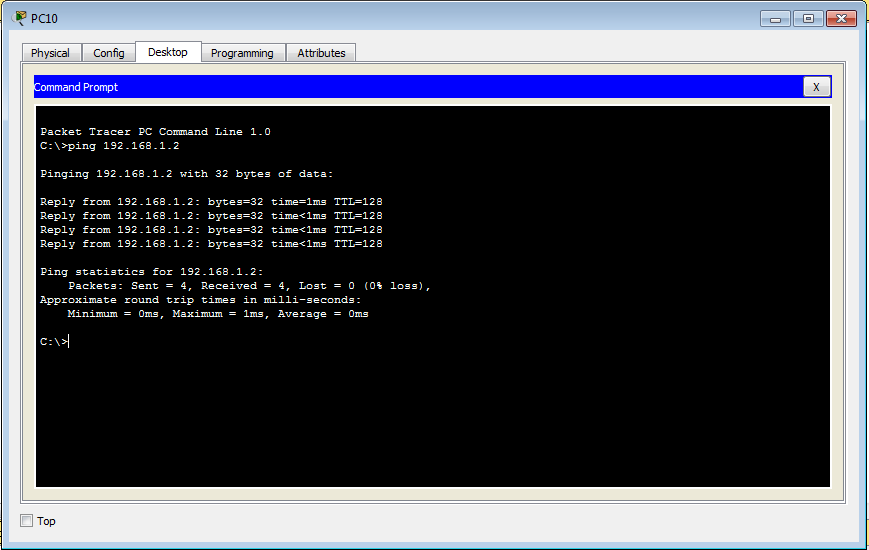 PC10
Physical Config Desktop Programming Attributes
Command Prompt X
Packet Tracer PC Command Line 1.0
C:\>ping 192.168.1.2
Pinging 192.168.1.2 with 32 bytes of data:
Reply from 192.168.1.2: bytes=32 time=1ms TTL=128
Reply from 192.168.1.2: bytes=32 time<1ms TTL=128
Reply from 192.168.1.2: bytes=32 time<1ms TTL=128
Reply from 192.168.1.2: bytes=32 time<1ms TTL=128
Ping statistics for 192.168.1.2:
    Packets: Sent = 4, Received = 4, Lost = 0 (0% loss),
Approximate round trip times in milli-seconds:
    Minimum = 0ms, Maximum = 1ms, Average = 0ms
C:\>
Top